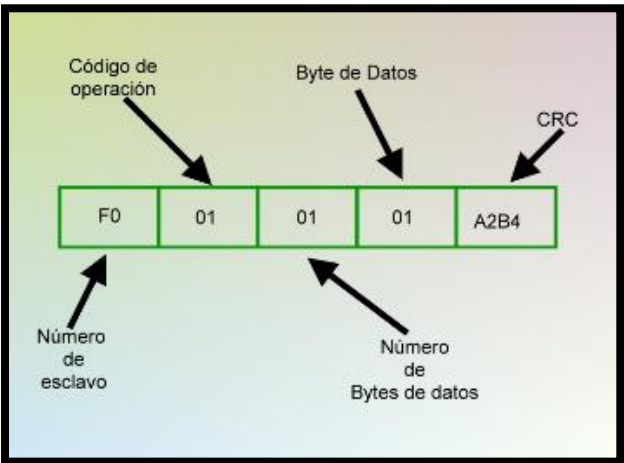 Código de
operación
Byte de Datos
CRC
F0 01 01 01 A2B4
Número
de
esclavo
Número
de
Bytes de datos